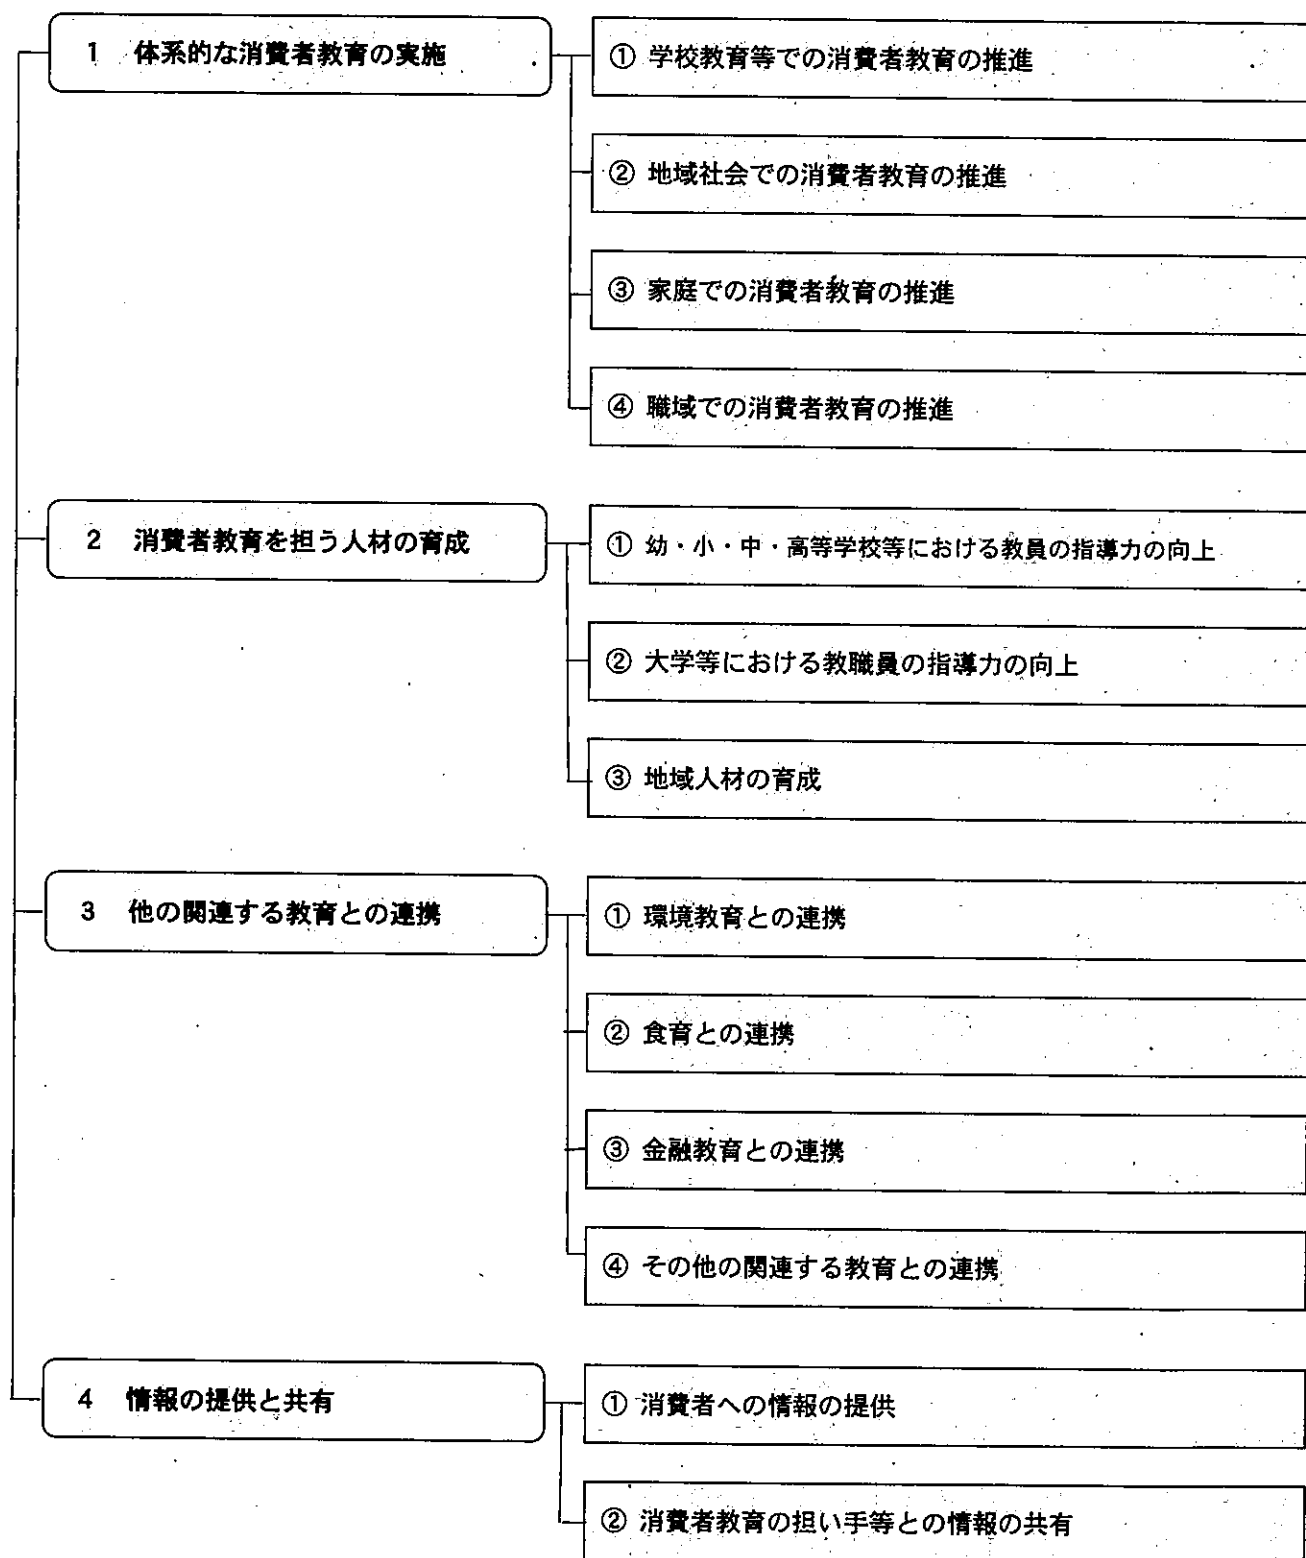 1 体系的な消費者教育の実施
① 学校教育等での消費者教育の推進
② 地域社会での消費者教育の推進
③ 家庭での消費者教育の推進
④ 職域での消費者教育の推進
2 消費者教育を担う人材の育成
① 幼・小・中・高等学校等における教員の指導力の向上
② 大学等における教職員の指導力の向上
③ 地域人材の育成
3 他の関連する教育との連携
① 環境教育との連携
② 食育との連携
③ 金融教育との連携
④ その他の関連する教育との連携
4 情報の提供と共有
① 消費者への情報の提供
② 消費者教育の担い手等との情報の共有